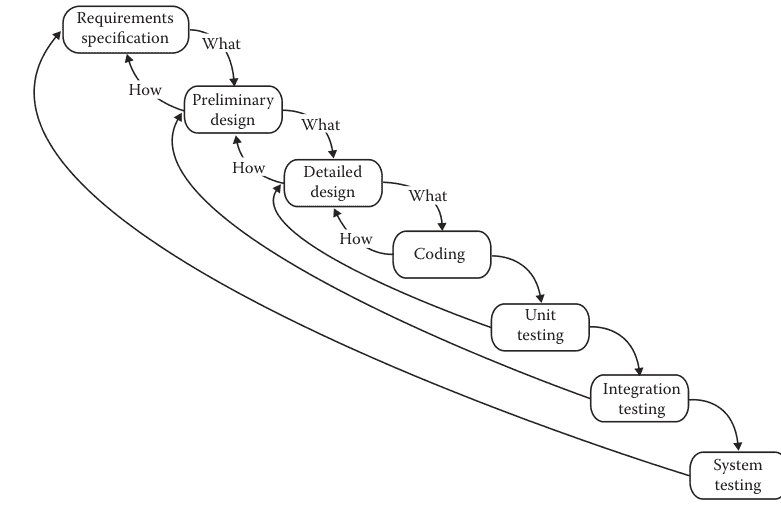 Requirements
specification
What
How
Preliminary
design
What
How
Detailed
design
What
How
Coding
Unit
testing
Integration
testing
System
testing